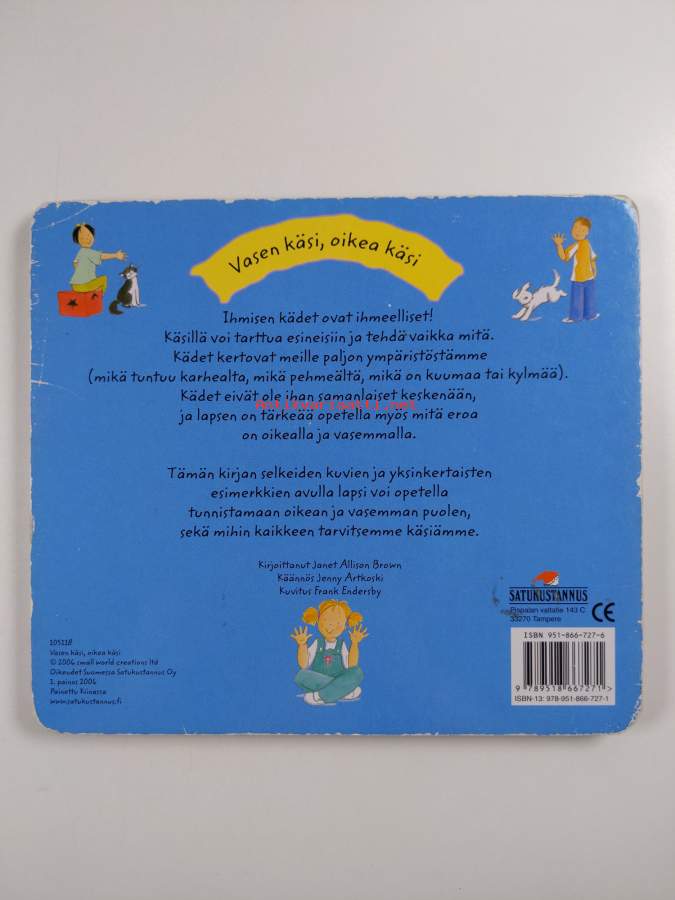 Vasen käsi, oikea käsi
Ihmisen kädet ovat ihmeelliset!
Käsillä voi tarttua esineisiin ja tehdä vaikka mitä.
Kädet kertovat meille paljon ympäristöstämme
(mikä tuntuu karhealta, mikä pehmeältä, mikä on kuumaa tai kylmää).
Kädet eivät ole ihan samanlaiset keskenään,
Antikvariaatti.net
ja lapsen on tärkeää opetella myös mitä eroa
on oikealla ja vasemmalla.
Tämän kirjan selkeiden kuvien ja yksinkertaisten
esimerkkien avulla lapsi voi opetella
tunnistamaan oikean ja vasemman puolen,
sekä mihin kaikkeen tarvitsemme käsiämme.
Kirjoittanut Janet Allison Brown
Käännös Jenny Artkoski
Kuvitus Frank Endersby
105118
Vasen käsi, oikea käsi
© 2006 small world creations ltd
Oikeudet Suomessa Satukustannus Oy
1. painos 2006
Painettu Kiinassa
www.satukustannus.fi
SATUKUSTANNUS
Pispalan valtatie 143 C
33270 Tampere
CE
ISBN 951-866-727-6
9 789518 667271 >
ISBN-13: 978-951-866-727-1